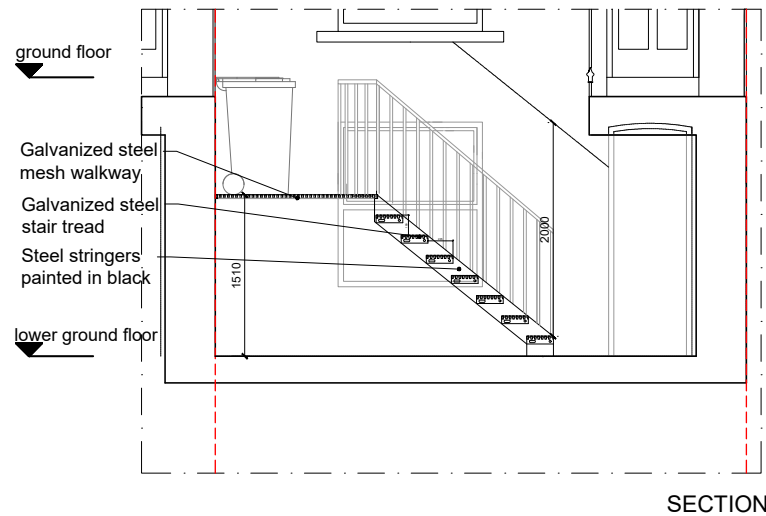 ground floor
Galvanized steel
mesh walkway
Galvanized steel
stair tread
Steel stringers
painted in black
1510
2000
lower ground floor
SECTION